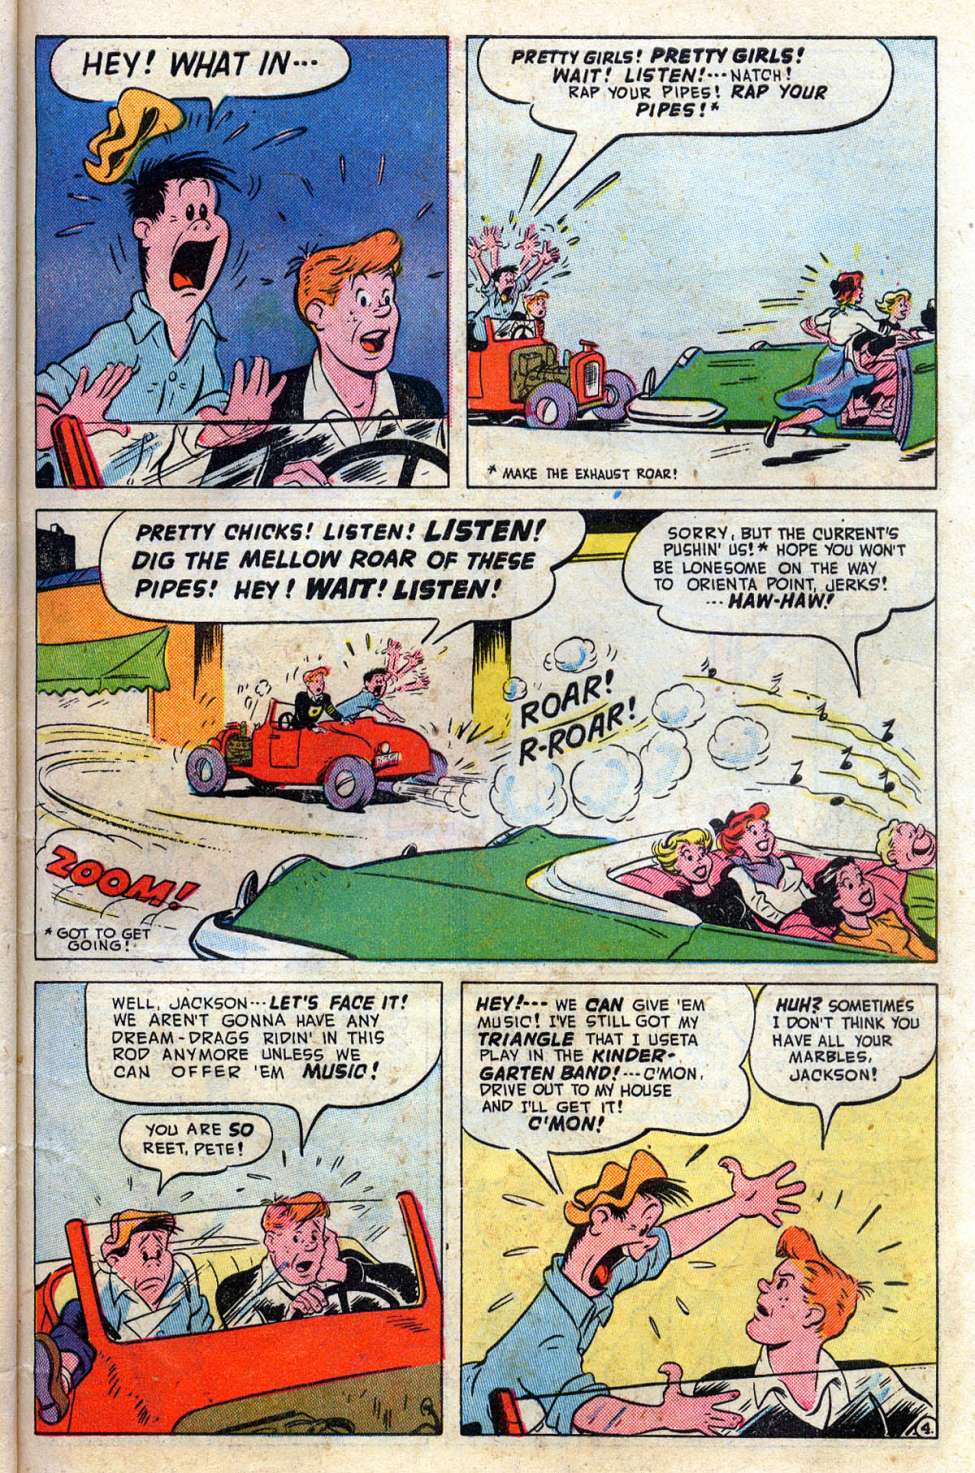 HEY! WHAT IN...
PRETTY GIRLS! PRETTY GIRLS!
WAIT! LISTEN!... NATCH!
RAP YOUR PIPES! RAP YOUR
PIPES!*
* MAKE THE EXHAUST ROAR!
PRETTY CHICKS! LISTEN! LISTEN!
DIG THE MELLOW ROAR OF THESE
PIPES! HEY! WAIT! LISTEN!
SORRY, BUT THE CURRENT'S
PUSHIN' US!* HOPE YOU WON'T
BE LONESOME ON THE WAY
TO ORIENTA POINT, JERKS!
... HAW-HAW!
ROAR!
R-ROAR!
ZOOM!
* GOT TO GET
GOING!
WELL, JACKSON... LET'S FACE IT!
WE AREN'T GONNA HAVE ANY
DREAM-DRAGS RIDIN' IN THIS
ROD ANYMORE UNLESS WE
CAN OFFER 'EM MUSIC!
YOU ARE SO
REET, PETE!
HEY!... WE CAN GIVE 'EM
MUSIC! I'VE STILL GOT MY
TRIANGLE THAT I USETA
PLAY IN THE KINDER-
GARTEN BAND!... C'MON,
DRIVE OUT TO MY HOUSE
AND I'LL GET IT!
C'MON!
HUH? SOMETIMES
I DON'T THINK YOU
HAVE ALL YOUR
MARBLES,
JACKSON!
4.